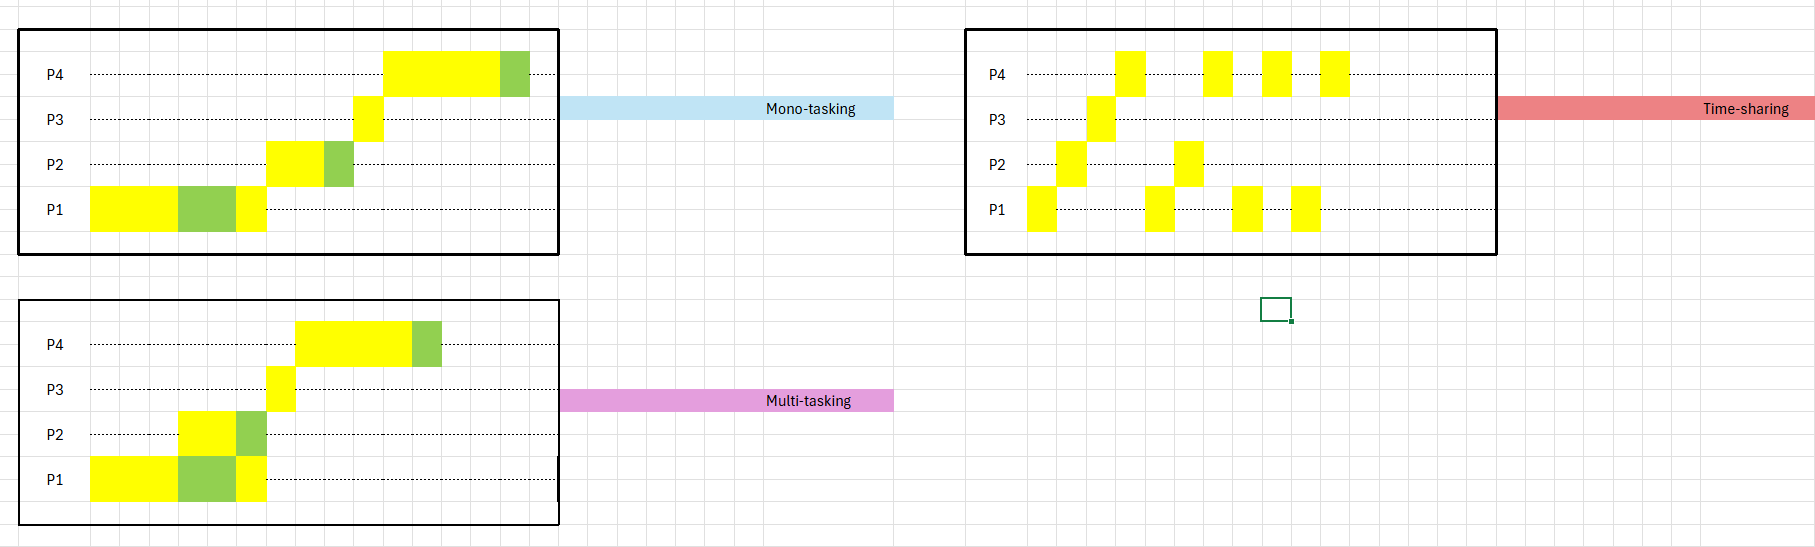 P4
P3
P2
P1
Mono-tasking
P4
P3
P2
P1
Time-sharing
P4
P3
P2
P1
Multi-tasking